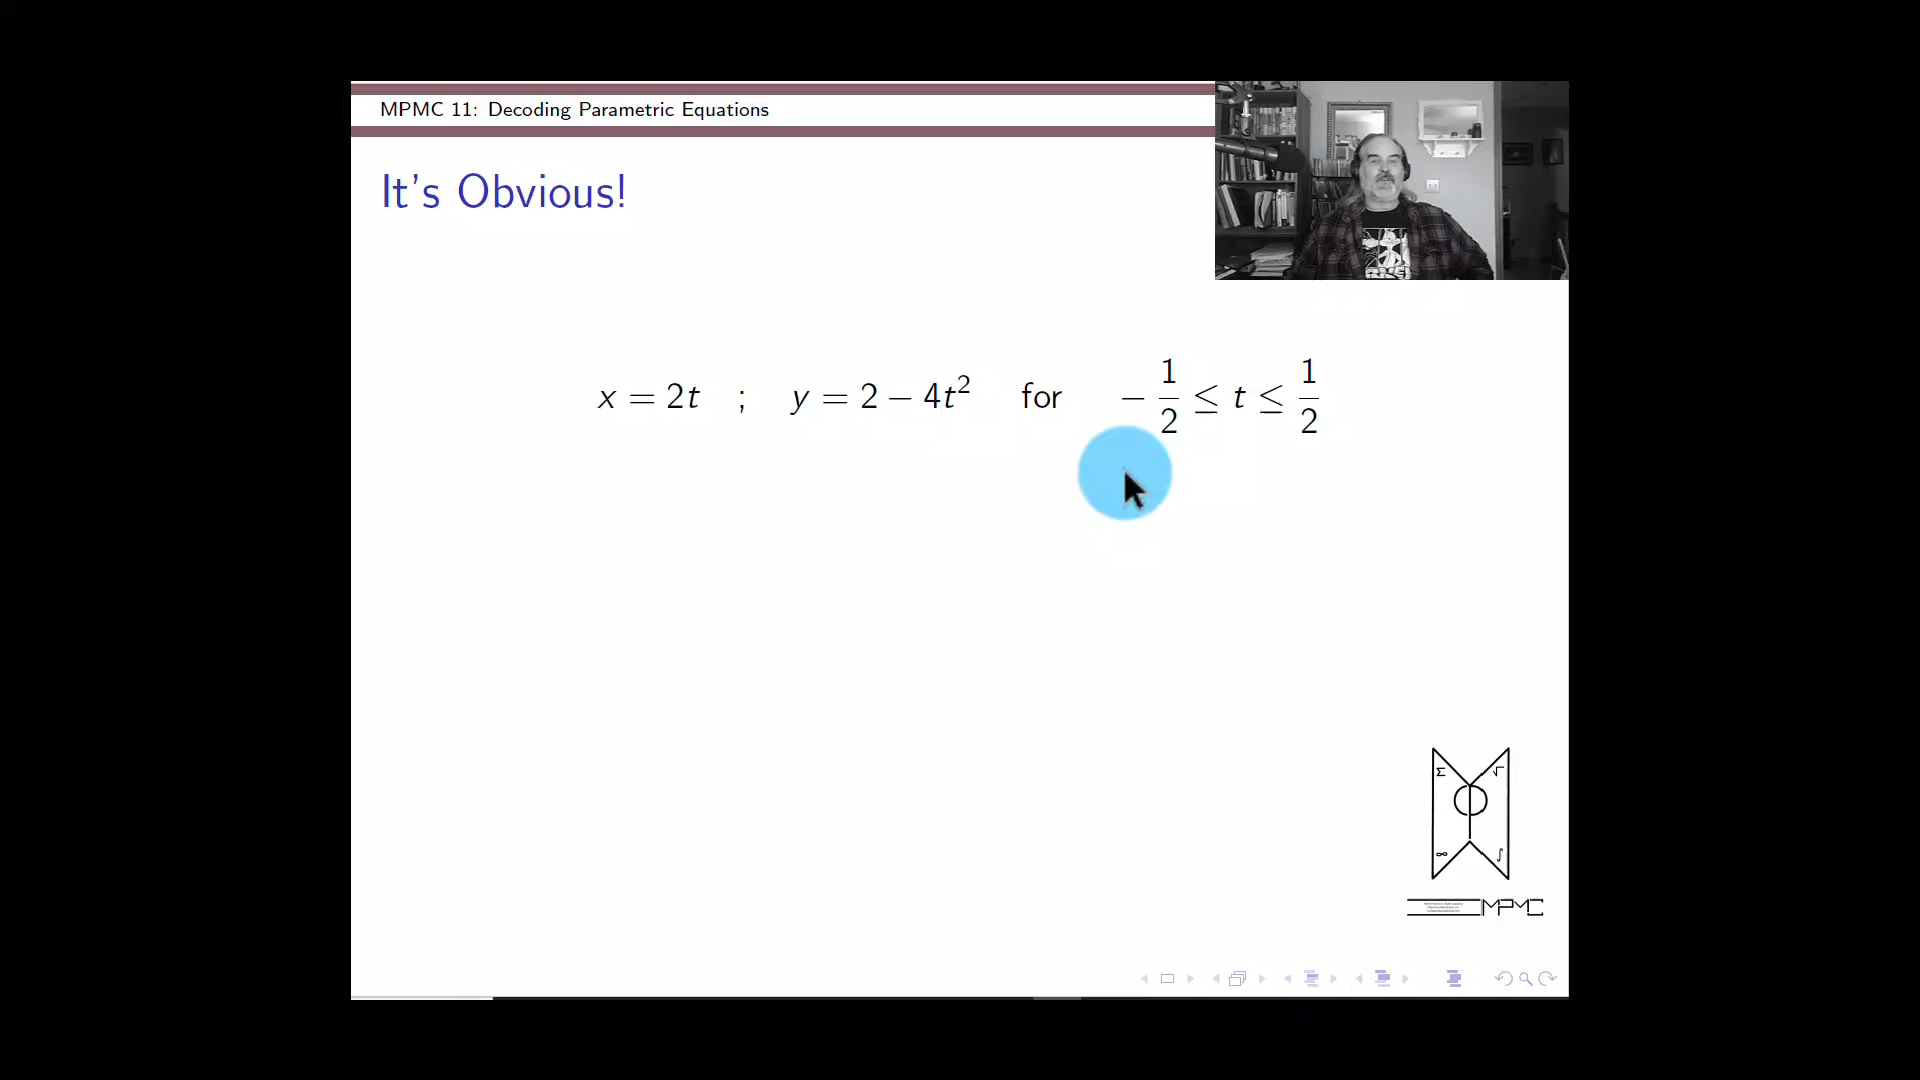 MPMC 11: Decoding Parametric Equations
It's Obvious!
x = 2t ; y = 2 − 4t² for − 1/2 ≤ t ≤ 1/2
Σ √
∞ ∫
MPMC